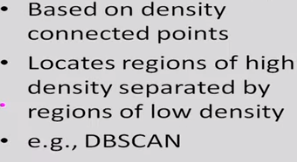 • Based on density
connected points
• Locates regions of high
density separated by
regions of low density
• e.g., DBSCAN